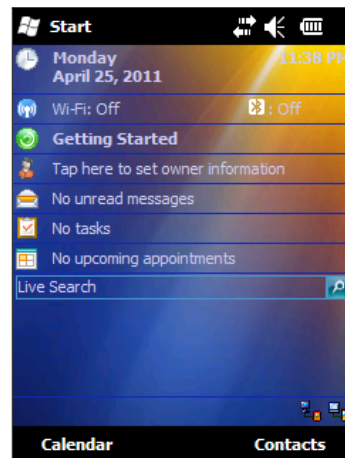 Start
Monday 11:38 PM
April 25, 2011
Wi-Fi: Off : Off
Getting Started
Tap here to set owner information
No unread messages
No tasks
No upcoming appointments
Live Search
Calendar Contacts